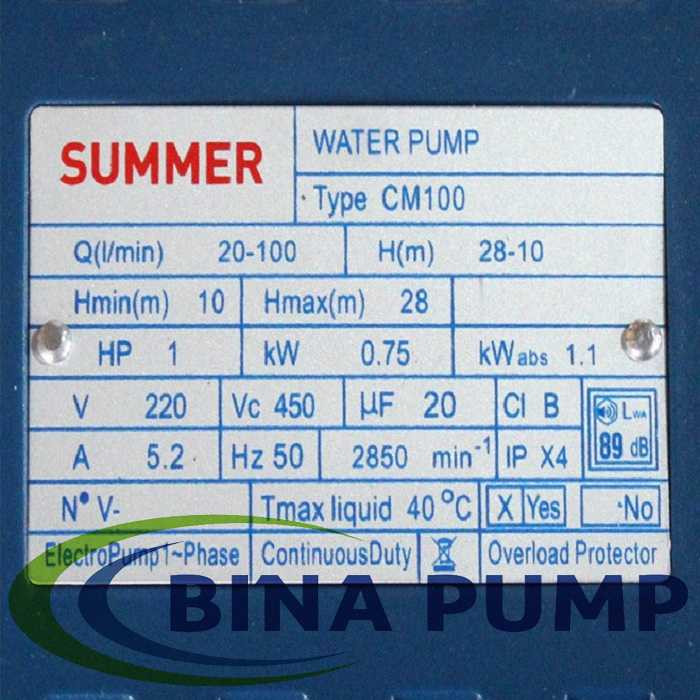 SUMMER
WATER PUMP
Type CM100
Q(l/min) 20-100 H(m) 28-10
Hmin(m) 10 Hmax(m) 28
HP 1 kW 0.75 kW abs 1.1
V 220 Vc 450 µF 20 Cl B LWA
A 5.2 Hz 50 2850 min⁻¹ IP X4 89 dB
N° V- Tmax liquid 40 °C X Yes No
ElectroPump1~Phase ContinuousDuty Overload Protector
BINA PUMP